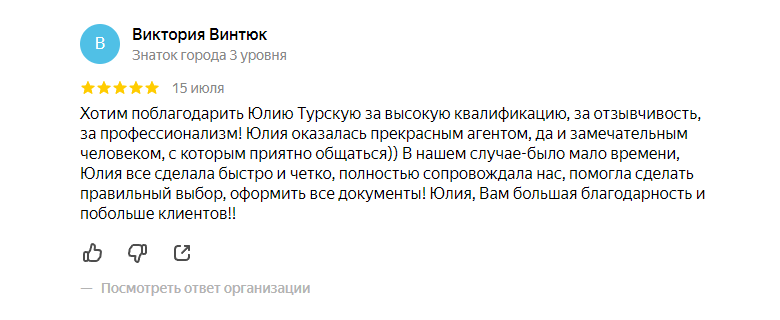 В
Виктория Винтюк
Знаток города 3 уровня
15 июля
Хотим поблагодарить Юлию Турскую за высокую квалификацию, за отзывчивость,
за профессионализм! Юлия оказалась прекрасным агентом, да и замечательным
человеком, с которым приятно общаться)) В нашем случае-было мало времени,
Юлия все сделала быстро и четко, полностью сопровождала нас, помогла сделать
правильный выбор, оформить все документы! Юлия, Вам большая благодарность и
побольше клиентов!!
— Посмотреть ответ организации